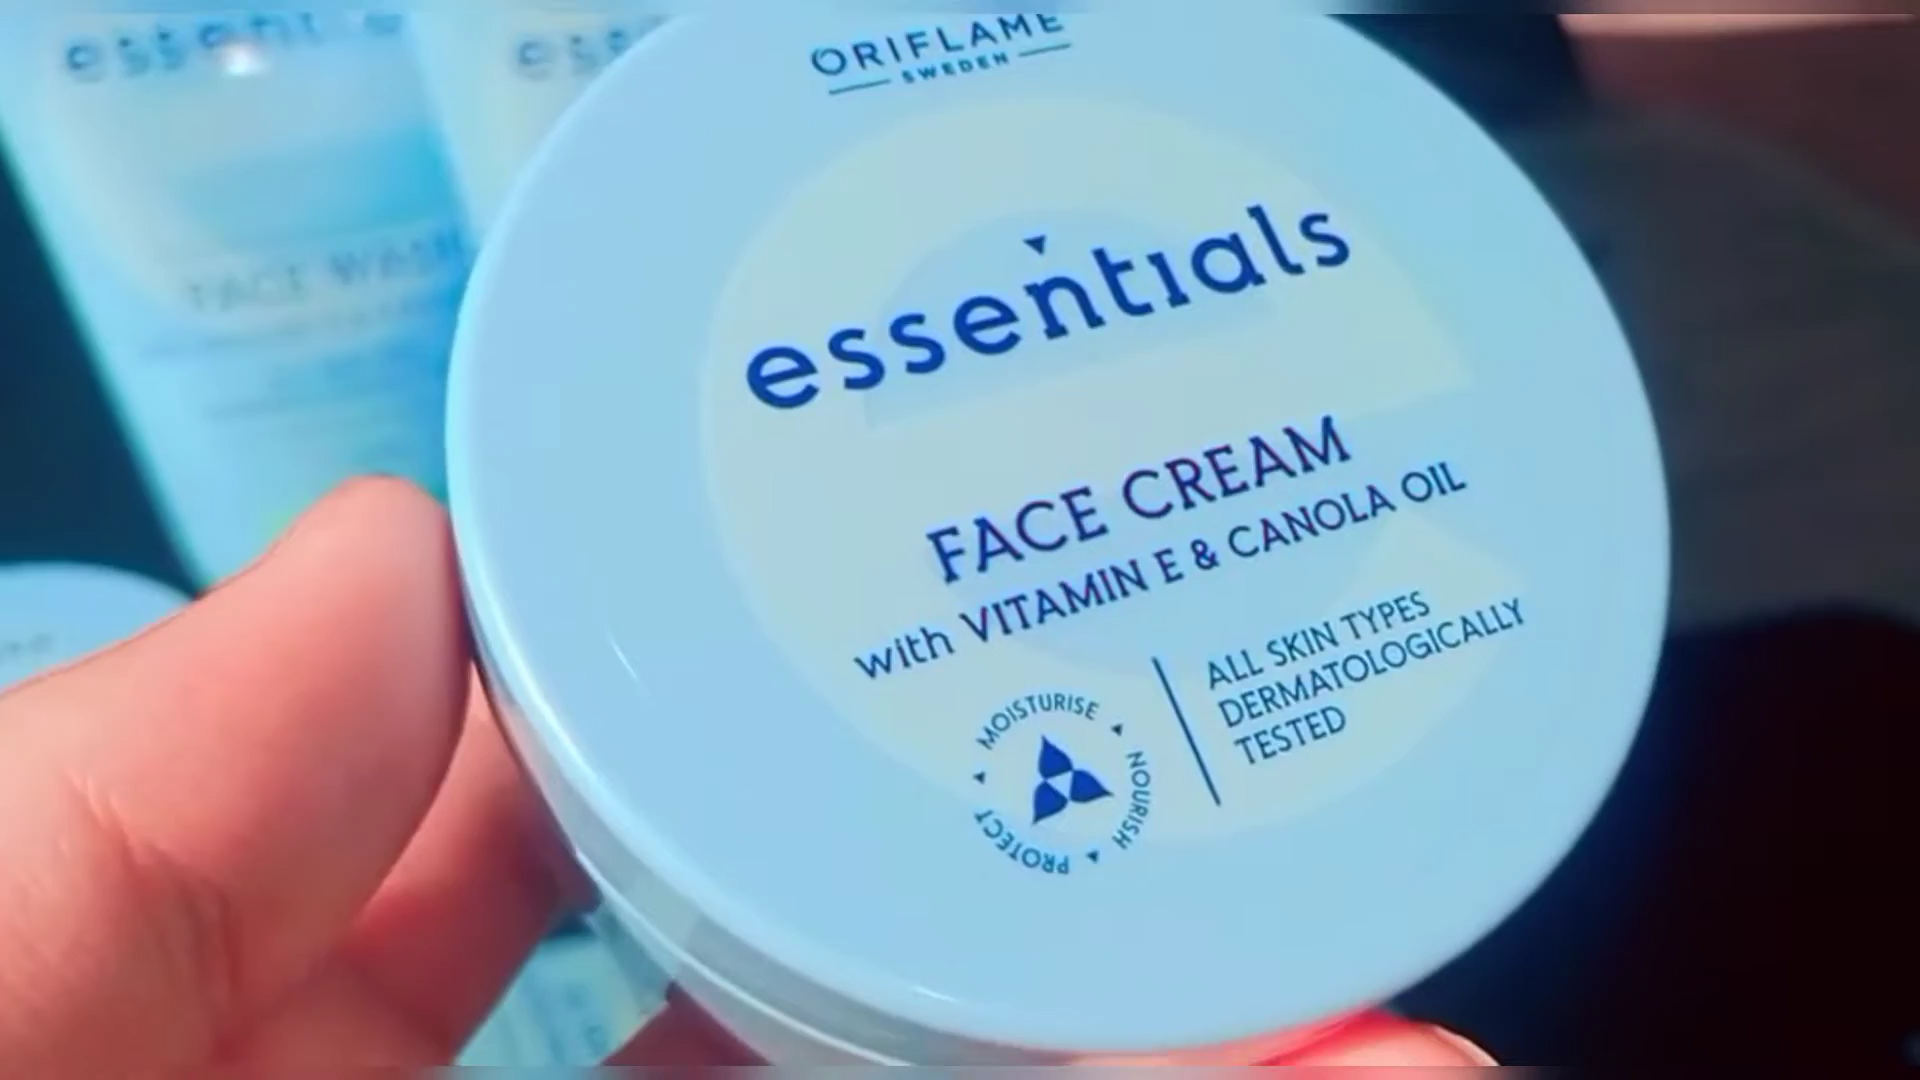 ORIFLAME
SWEDEN
essentials
FACE CREAM
with VITAMIN E & CANOLA OIL
MOISTURISE
NOURISH
PROTECT
ALL SKIN TYPES
DERMATOLOGICALLY
TESTED
FACE WASH